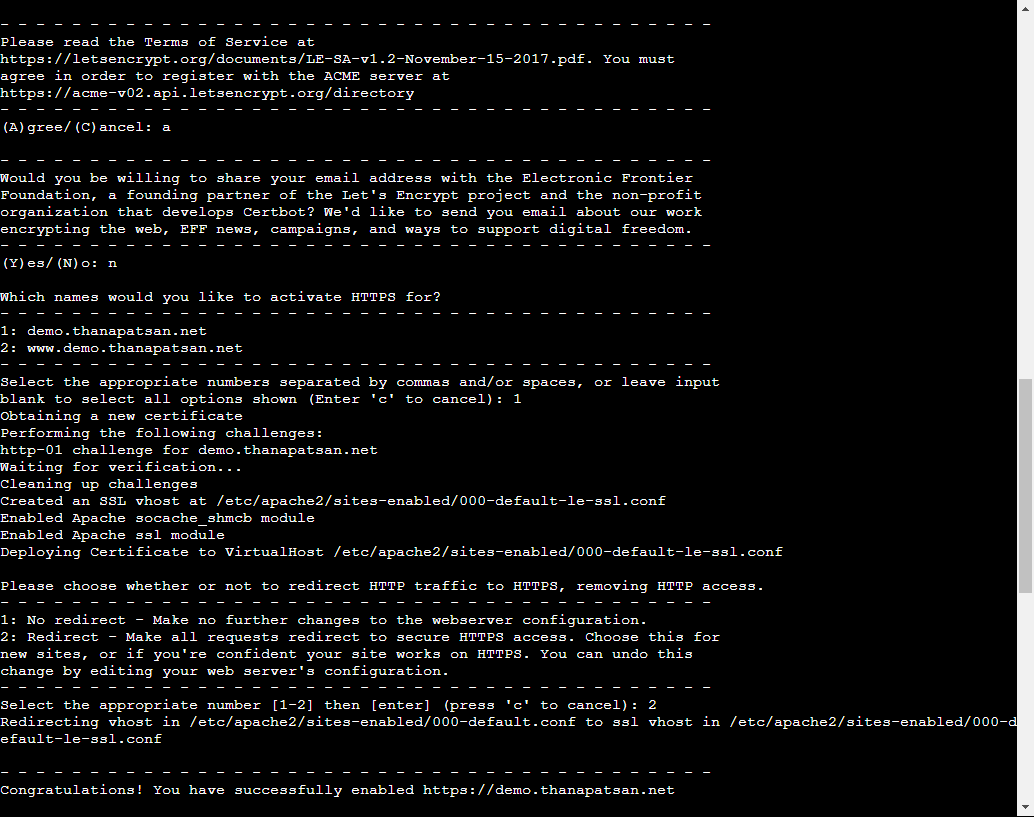 - - - - - - - - - - - - - - - - - - - - - - - - - - - - - - - - - - - - - - - -
Please read the Terms of Service at
https://letsencrypt.org/documents/LE-SA-v1.2-November-15-2017.pdf. You must
agree in order to register with the ACME server at
https://acme-v02.api.letsencrypt.org/directory
- - - - - - - - - - - - - - - - - - - - - - - - - - - - - - - - - - - - - - - -
(A)gree/(C)ancel: a
- - - - - - - - - - - - - - - - - - - - - - - - - - - - - - - - - - - - - - - -
Would you be willing to share your email address with the Electronic Frontier
Foundation, a founding partner of the Let's Encrypt project and the non-profit
organization that develops Certbot? We'd like to send you email about our work
encrypting the web, EFF news, campaigns, and ways to support digital freedom.
- - - - - - - - - - - - - - - - - - - - - - - - - - - - - - - - - - - - - - - -
(Y)es/(N)o: n
Which names would you like to activate HTTPS for?
- - - - - - - - - - - - - - - - - - - - - - - - - - - - - - - - - - - - - - - -
1: demo.thanapatsan.net
2: www.demo.thanapatsan.net
- - - - - - - - - - - - - - - - - - - - - - - - - - - - - - - - - - - - - - - -
Select the appropriate numbers separated by commas and/or spaces, or leave input
blank to select all options shown (Enter 'c' to cancel): 1
Obtaining a new certificate
Performing the following challenges:
http-01 challenge for demo.thanapatsan.net
Waiting for verification...
Cleaning up challenges
Created an SSL vhost at /etc/apache2/sites-enabled/000-default-le-ssl.conf
Enabled Apache socache_shmcb module
Enabled Apache ssl module
Deploying Certificate to VirtualHost /etc/apache2/sites-enabled/000-default-le-ssl.conf
Please choose whether or not to redirect HTTP traffic to HTTPS, removing HTTP access.
- - - - - - - - - - - - - - - - - - - - - - - - - - - - - - - - - - - - - - - -
1: No redirect - Make no further changes to the webserver configuration.
2: Redirect - Make all requests redirect to secure HTTPS access. Choose this for
new sites, or if you're confident your site works on HTTPS. You can undo this
change by editing your web server's configuration.
- - - - - - - - - - - - - - - - - - - - - - - - - - - - - - - - - - - - - - - -
Select the appropriate number [1-2] then [enter] (press 'c' to cancel): 2
Redirecting vhost in /etc/apache2/sites-enabled/000-default.conf to ssl vhost in /etc/apache2/sites-enabled/000-d
efault-le-ssl.conf
- - - - - - - - - - - - - - - - - - - - - - - - - - - - - - - - - - - - - - - -
Congratulations! You have successfully enabled https://demo.thanapatsan.net